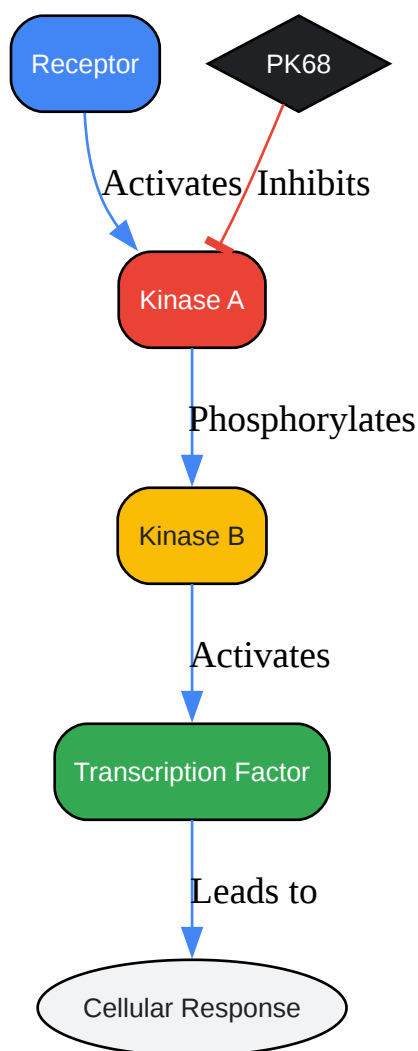 Receptor
PK68
Activates
Inhibits
Kinase A
Phosphorylates
Kinase B
Activates
Transcription Factor
Leads to
Cellular Response